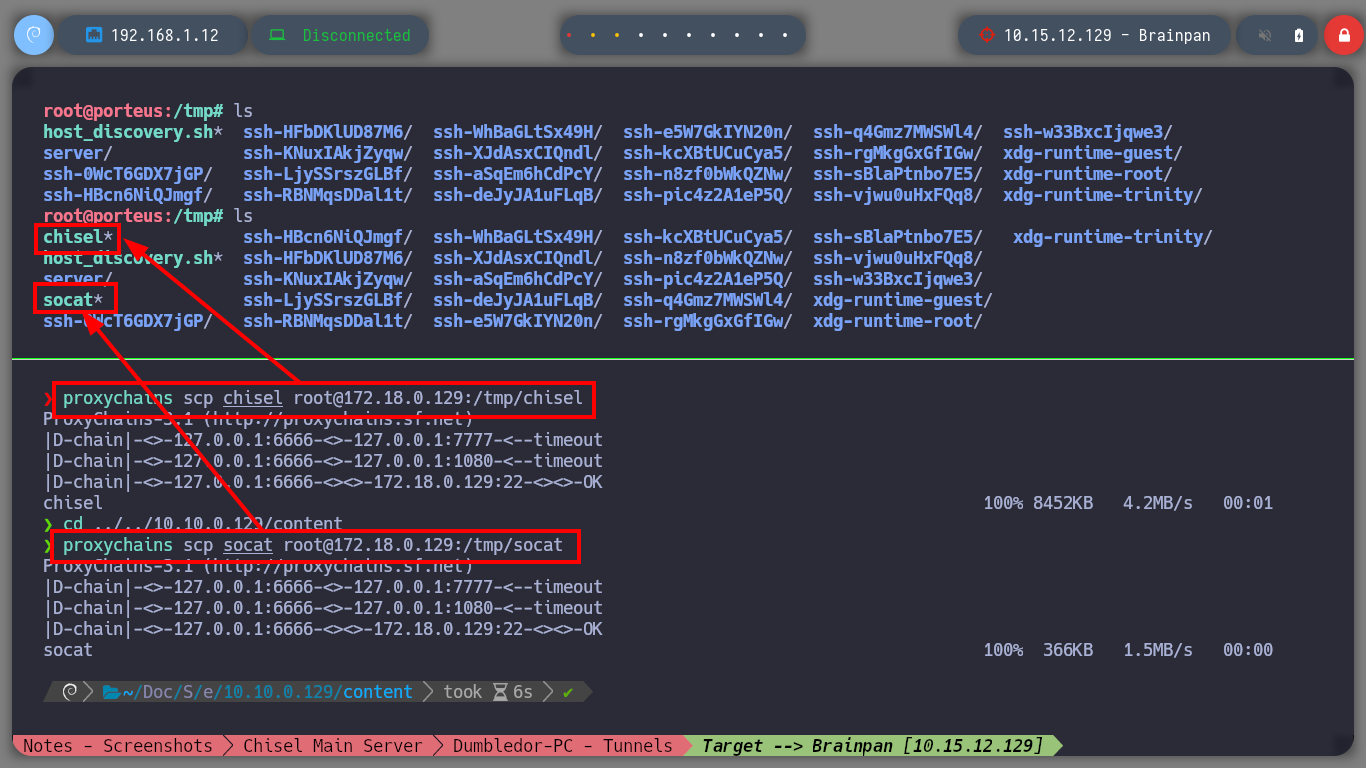 192.168.1.12 Disconnected 10.15.12.129 - Brainpan
root@porteus:/tmp# ls
host_discovery.sh* ssh-HFbDKlUD87M6/ ssh-WhBaGLtSx49H/ ssh-e5W7GkIYN20n/ ssh-q4Gmz7MWSWl4/ ssh-w33BxcIjqwe3/
server/ ssh-KNuxIAkjZyqw/ ssh-XJdAsxCIQndl/ ssh-kcXBtUCuCya5/ ssh-rgMkgGxGfIGw/ xdg-runtime-guest/
ssh-0WcT6GDX7jGP/ ssh-LjySSrszGLBf/ ssh-aSqEm6hCdPcY/ ssh-n8zf0bWkQZNw/ ssh-sBlaPtnbo7E5/ xdg-runtime-root/
ssh-HBcn6NiQJmgf/ ssh-RBNMqsDDal1t/ ssh-deJyJA1uFLqB/ ssh-pic4z2A1eP5Q/ ssh-vjwu0uHxFQq8/ xdg-runtime-trinity/
root@porteus:/tmp# ls
chisel* ssh-HBcn6NiQJmgf/ ssh-WhBaGLtSx49H/ ssh-kcXBtUCuCya5/ ssh-sBlaPtnbo7E5/ xdg-runtime-trinity/
host_discovery.sh* ssh-HFbDKlUD87M6/ ssh-XJdAsxCIQndl/ ssh-n8zf0bWkQZNw/ ssh-vjwu0uHxFQq8/
server/ ssh-KNuxIAkjZyqw/ ssh-aSqEm6hCdPcY/ ssh-pic4z2A1eP5Q/ ssh-w33BxcIjqwe3/
socat* ssh-LjySSrszGLBf/ ssh-deJyJA1uFLqB/ ssh-q4Gmz7MWSWl4/ xdg-runtime-guest/
ssh-0WcT6GDX7jGP/ ssh-RBNMqsDDal1t/ ssh-e5W7GkIYN20n/ ssh-rgMkgGxGfIGw/ xdg-runtime-root/
❯ proxychains scp chisel root@172.18.0.129:/tmp/chisel
ProxyChains-3.1 (http://proxychains.sf.net)
|D-chain|-<>-127.0.0.1:6666-<>-127.0.0.1:7777-<--timeout
|D-chain|-<>-127.0.0.1:6666-<>-127.0.0.1:1080-<--timeout
|D-chain|-<>-127.0.0.1:6666-<><>-172.18.0.129:22-<><>-OK
chisel 100% 8452KB 4.2MB/s 00:01
❯ cd ../../10.10.0.129/content
❯ proxychains scp socat root@172.18.0.129:/tmp/socat
ProxyChains-3.1 (http://proxychains.sf.net)
|D-chain|-<>-127.0.0.1:6666-<>-127.0.0.1:7777-<--timeout
|D-chain|-<>-127.0.0.1:6666-<>-127.0.0.1:1080-<--timeout
|D-chain|-<>-127.0.0.1:6666-<><>-172.18.0.129:22-<><>-OK
socat 100% 366KB 1.5MB/s 00:00
~/Doc/S/e/10.10.0.129/content took 6s ✔
Notes - Screenshots Chisel Main Server Dumbledor-PC - Tunnels Target --> Brainpan [10.15.12.129]